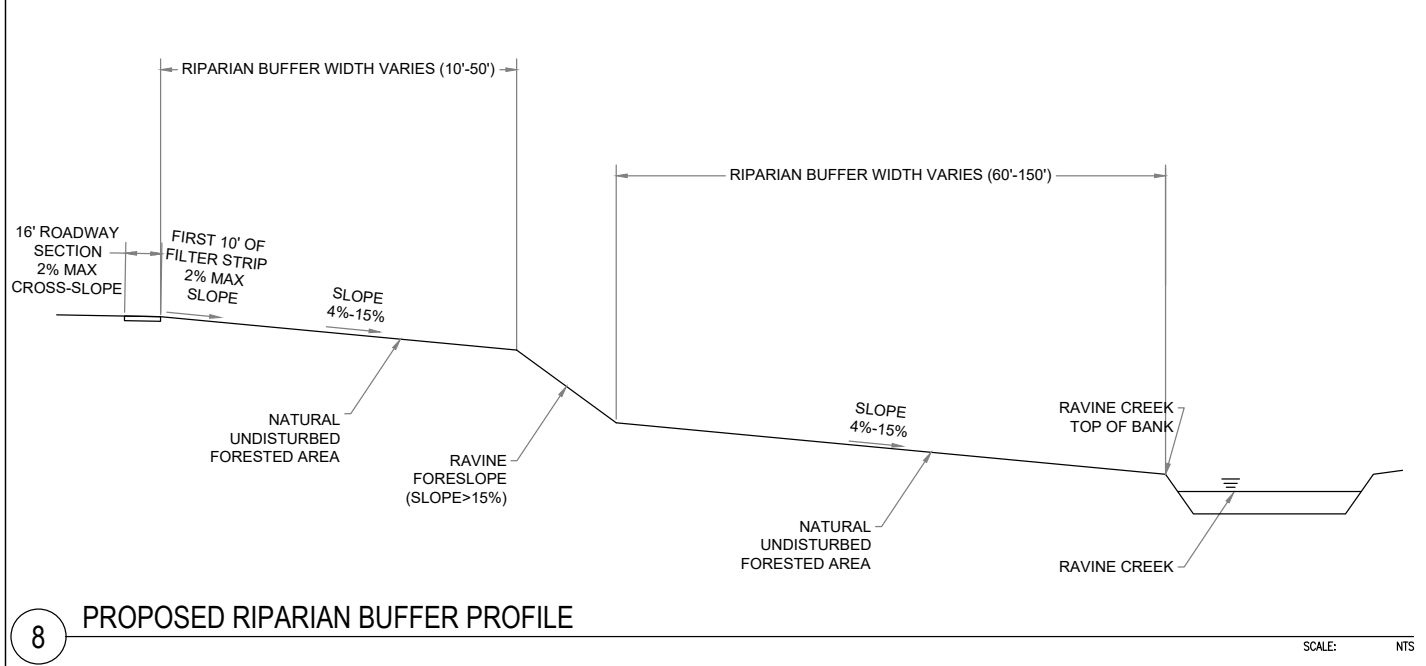 RIPARIAN BUFFER WIDTH VARIES (10'-50')
RIPARIAN BUFFER WIDTH VARIES (60'-150')
16' ROADWAY
SECTION
2% MAX
CROSS-SLOPE
FIRST 10' OF
FILTER STRIP
2% MAX
SLOPE
SLOPE
4%-15%
NATURAL
UNDISTURBED
FORESTED AREA
RAVINE
FORESLOPE
(SLOPE>15%)
SLOPE
4%-15%
NATURAL
UNDISTURBED
FORESTED AREA
RAVINE CREEK
TOP OF BANK
RAVINE CREEK
8 PROPOSED RIPARIAN BUFFER PROFILE
SCALE: NTS